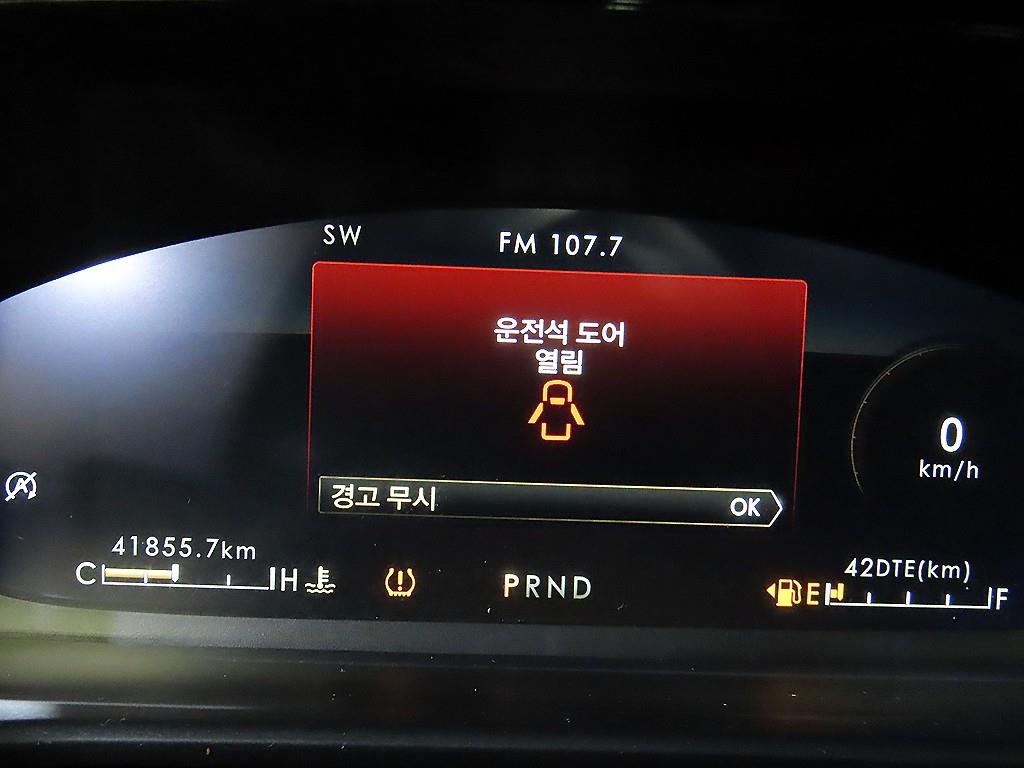 SW
FM 107.7
운전석 도어
열림
0
km/h
경고 무시
OK
41855.7km
C H
PRND
42DTE(km)
E F